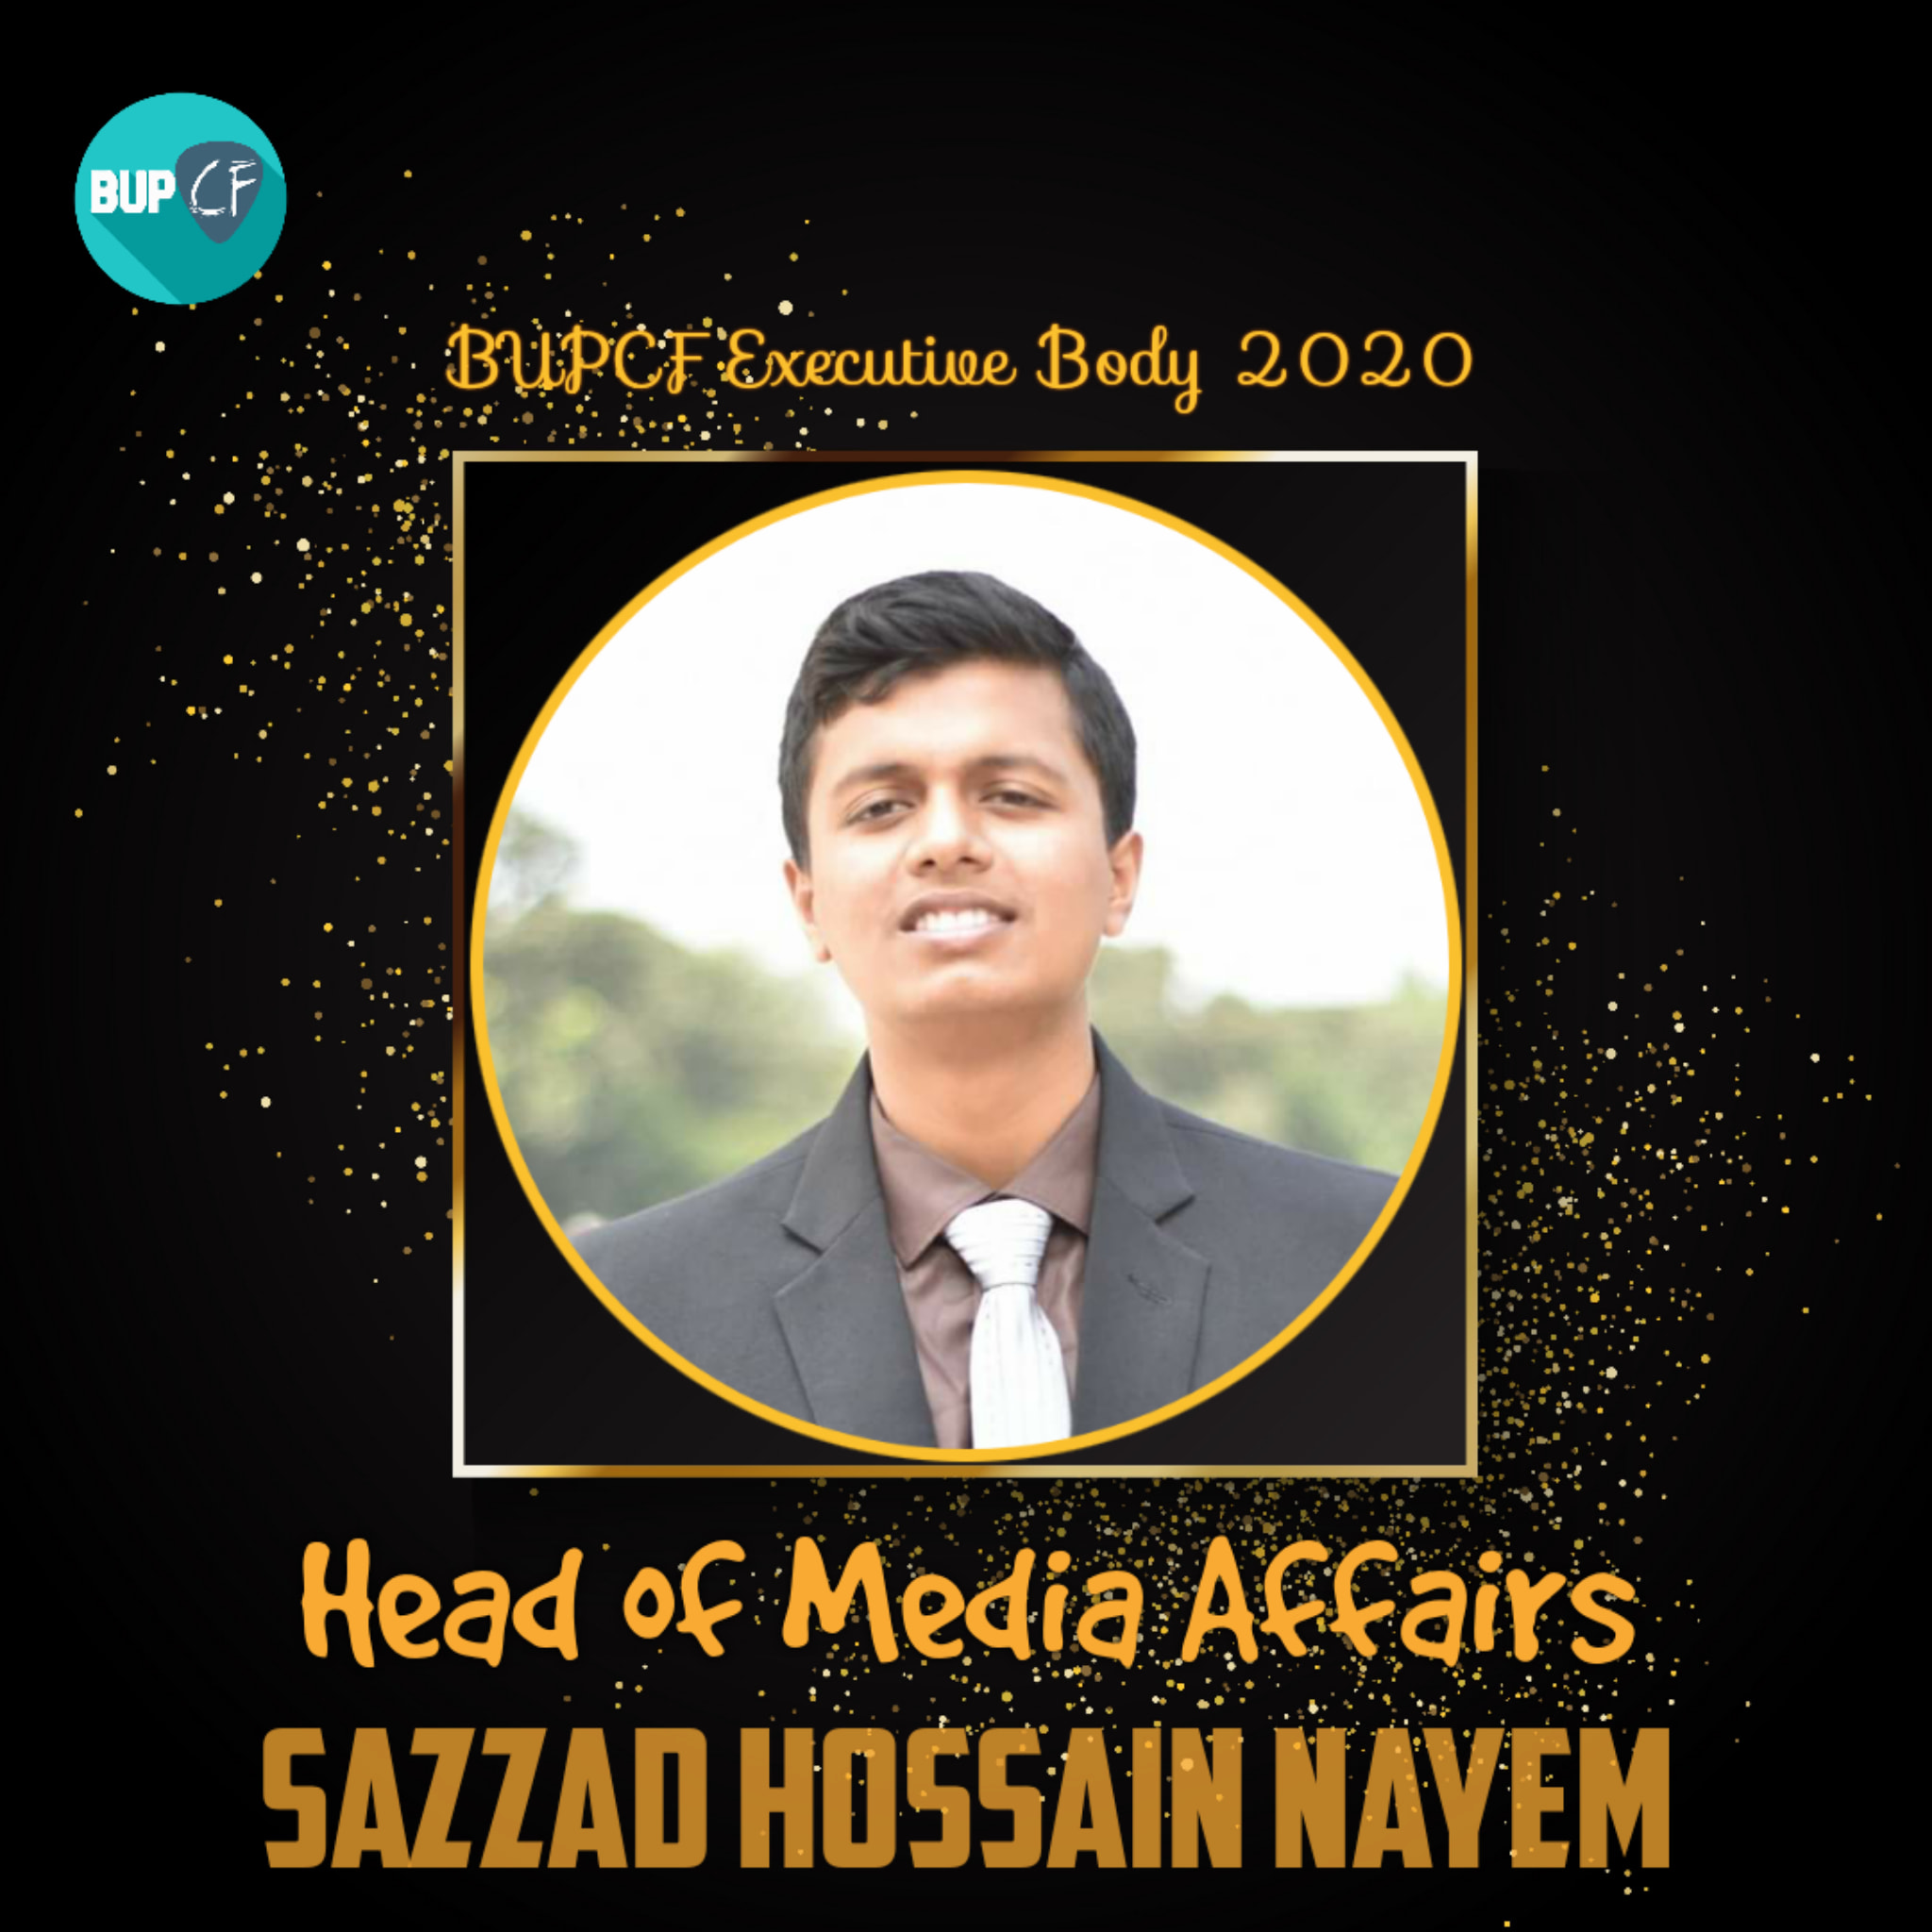 BUP CF
BUPCF Executive Body 2020
Head of Media Affairs
SAZZAD HOSSAIN NAYEM